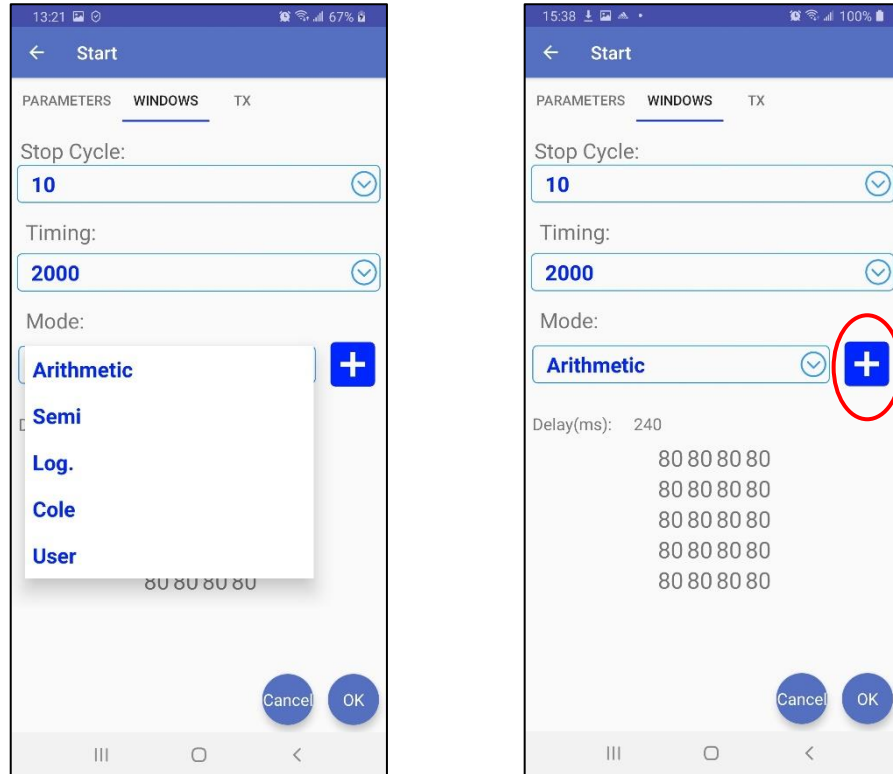 13:21 67%
Start
PARAMETERS WINDOWS TX
Stop Cycle:
10
Timing:
2000
Mode:
Arithmetic
Semi
Log.
Cole
User
80 80 80 80
Cancel OK
15:38 100%
Start
PARAMETERS WINDOWS TX
Stop Cycle:
10
Timing:
2000
Mode:
Arithmetic
Delay(ms): 240
80 80 80 80
80 80 80 80
80 80 80 80
80 80 80 80
80 80 80 80
Cancel OK